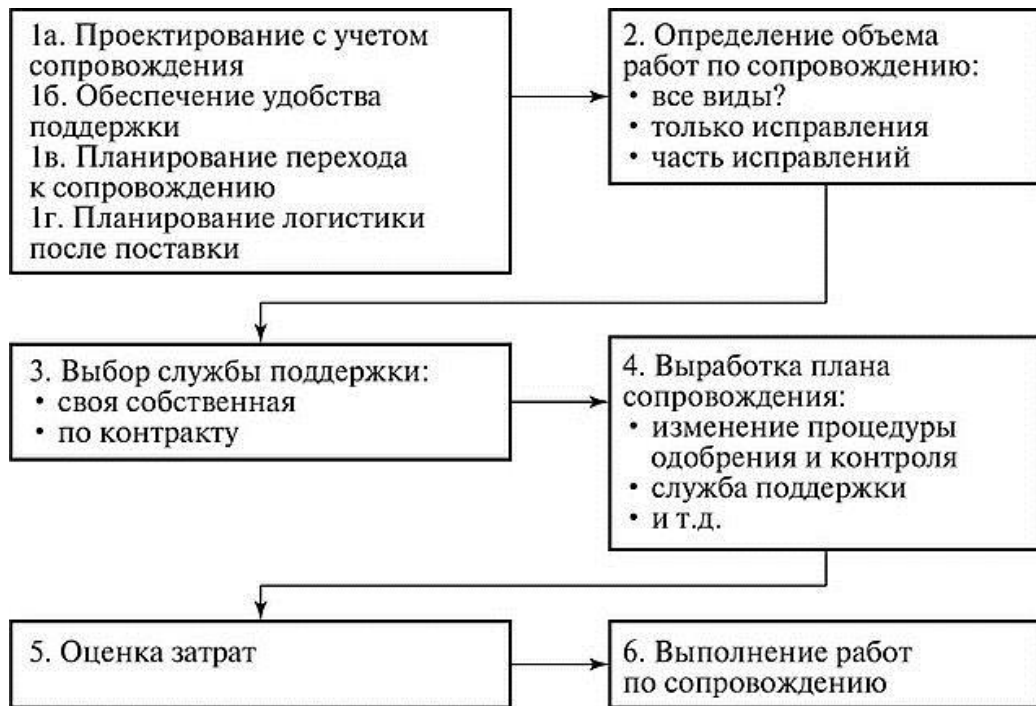 1а. Проектирование с учетом
сопровождения
1б. Обеспечение удобства
поддержки
1в. Планирование перехода
к сопровождению
1г. Планирование логистики
после поставки
2. Определение объема
работ по сопровождению:
• все виды?
• только исправления
• часть исправлений
3. Выбор службы поддержки:
• своя собственная
• по контракту
4. Выработка плана
сопровождения:
• изменение процедуры
одобрения и контроля
• служба поддержки
• и т.д.
5. Оценка затрат
6. Выполнение работ
по сопровождению